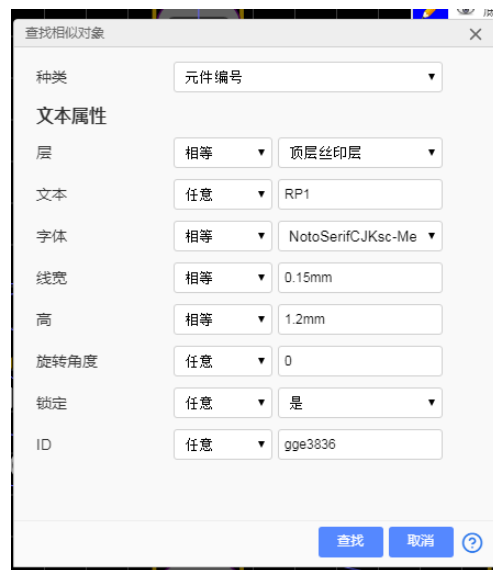 查找相似对象
种类 元件编号
文本属性
层 相等 顶层丝印层
文本 任意 RP1
字体 相等 NotoSerifCJKsc-Me
线宽 相等 0.15mm
高 相等 1.2mm
旋转角度 任意 0
锁定 任意 是
ID 任意 gge3836
查找 取消